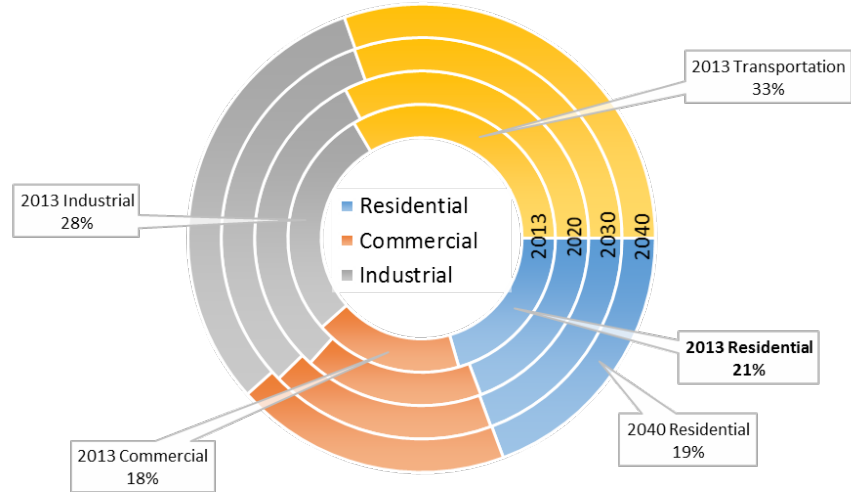 2013 Transportation
33%
2013 Industrial
28%
Residential
Commercial
Industrial
2013
2020
2030
2040
2013 Residential
21%
2040 Residential
19%
2013 Commercial
18%